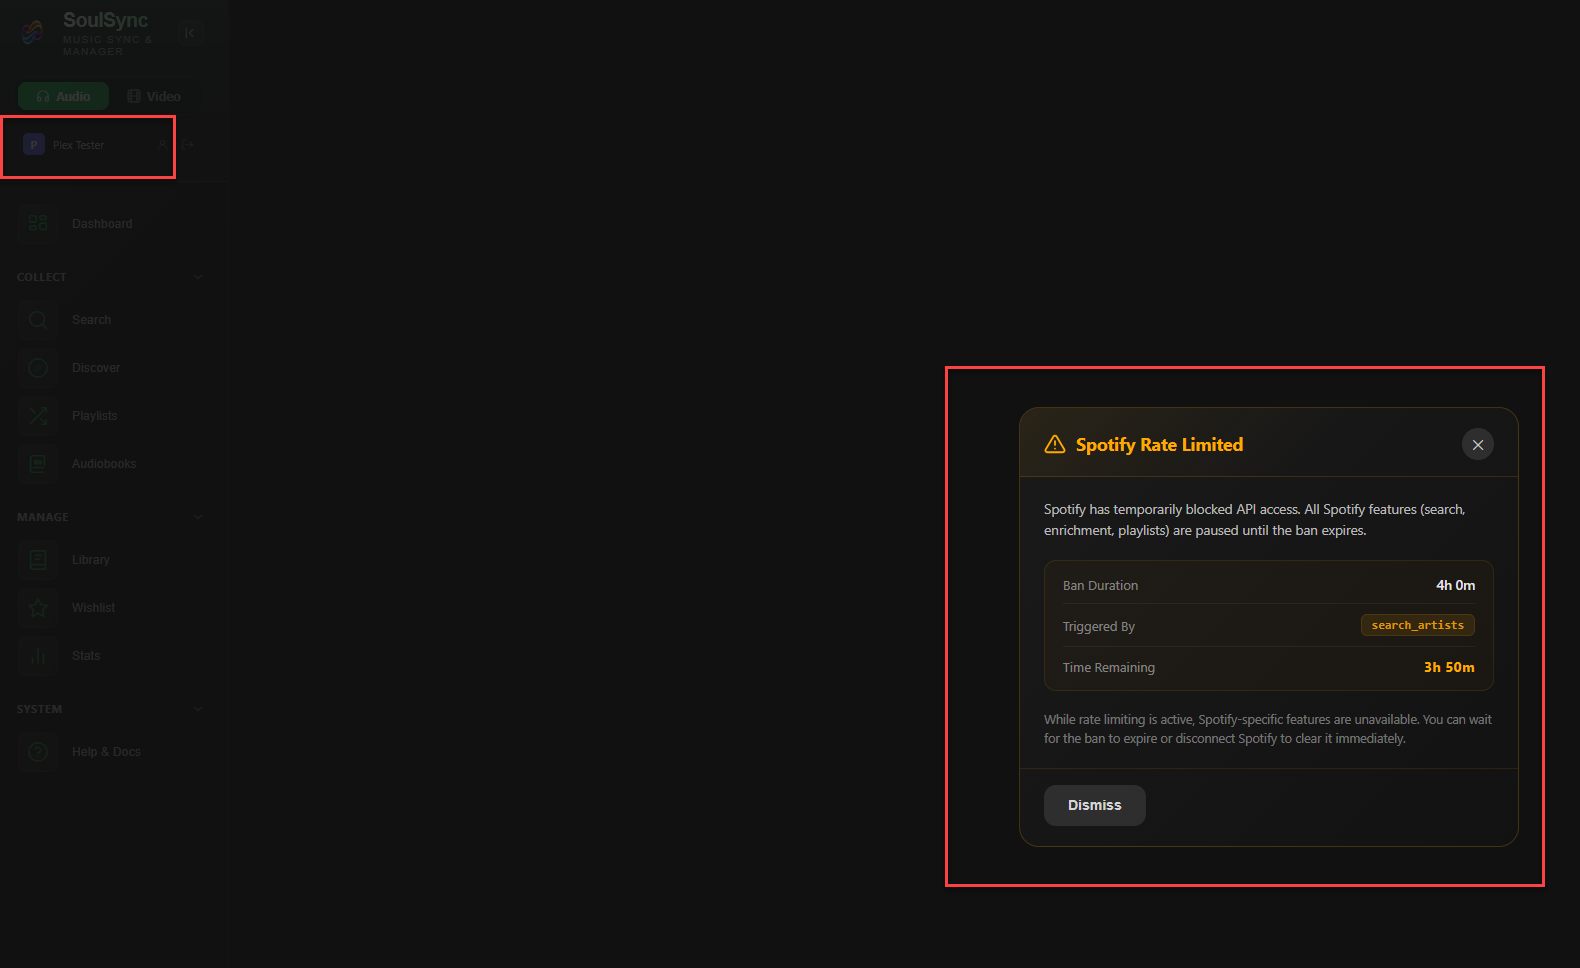 SoulSync
MUSIC SYNC &
MANAGER
Audio
Video
P
Plex Tester
Dashboard
COLLECT
Search
Discover
Playlists
Audiobooks
MANAGE
Library
Wishlist
Stats
SYSTEM
Help & Docs
Spotify Rate Limited
Spotify has temporarily blocked API access. All Spotify features (search,
enrichment, playlists) are paused until the ban expires.
Ban Duration
4h 0m
Triggered By
search_artists
Time Remaining
3h 50m
While rate limiting is active, Spotify-specific features are unavailable. You can wait
for the ban to expire or disconnect Spotify to clear it immediately.
Dismiss